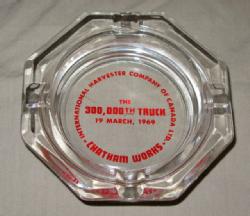 INTERNATIONAL HARVESTER COMPANY OF CANADA LTD.
THE
300,000TH TRUCK
19 MARCH, 1969
• CHATHAM WORKS •